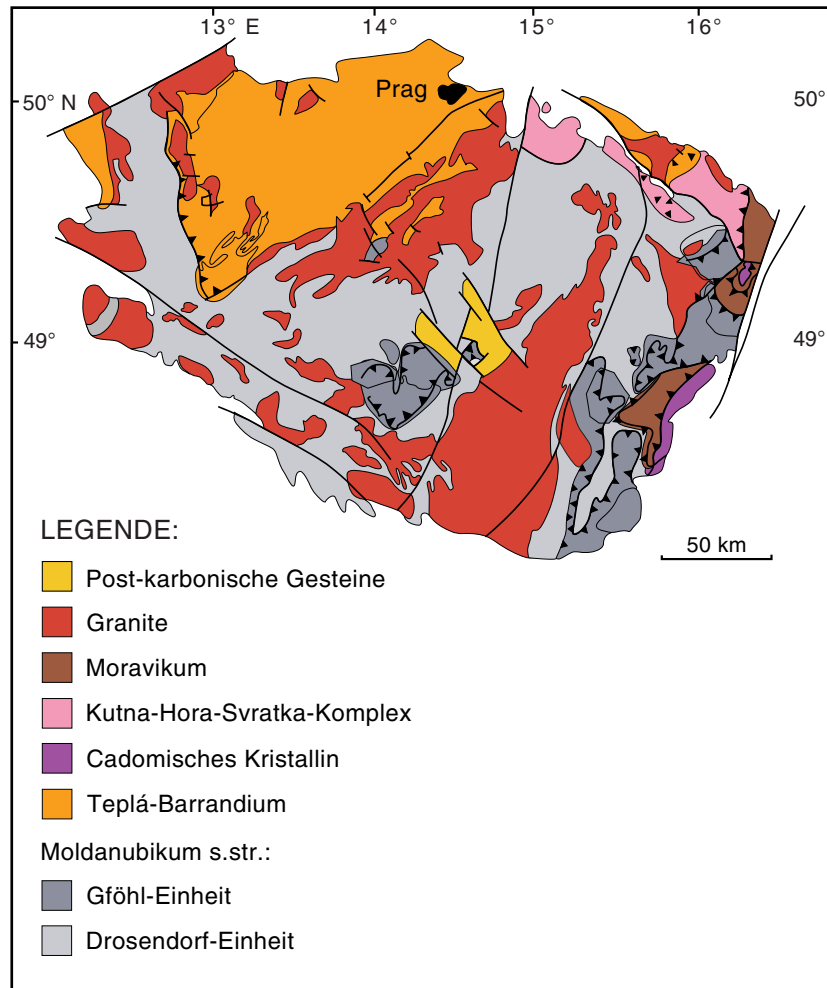 13° E 14° 15° 16°
50° N Prag 50°
49° 49°
LEGENDE:
50 km
Post-karbonische Gesteine
Granite
Moravikum
Kutna-Hora-Svratka-Komplex
Cadomisches Kristallin
Teplá-Barrandium
Moldanubikum s.str.:
Gföhl-Einheit
Drosendorf-Einheit